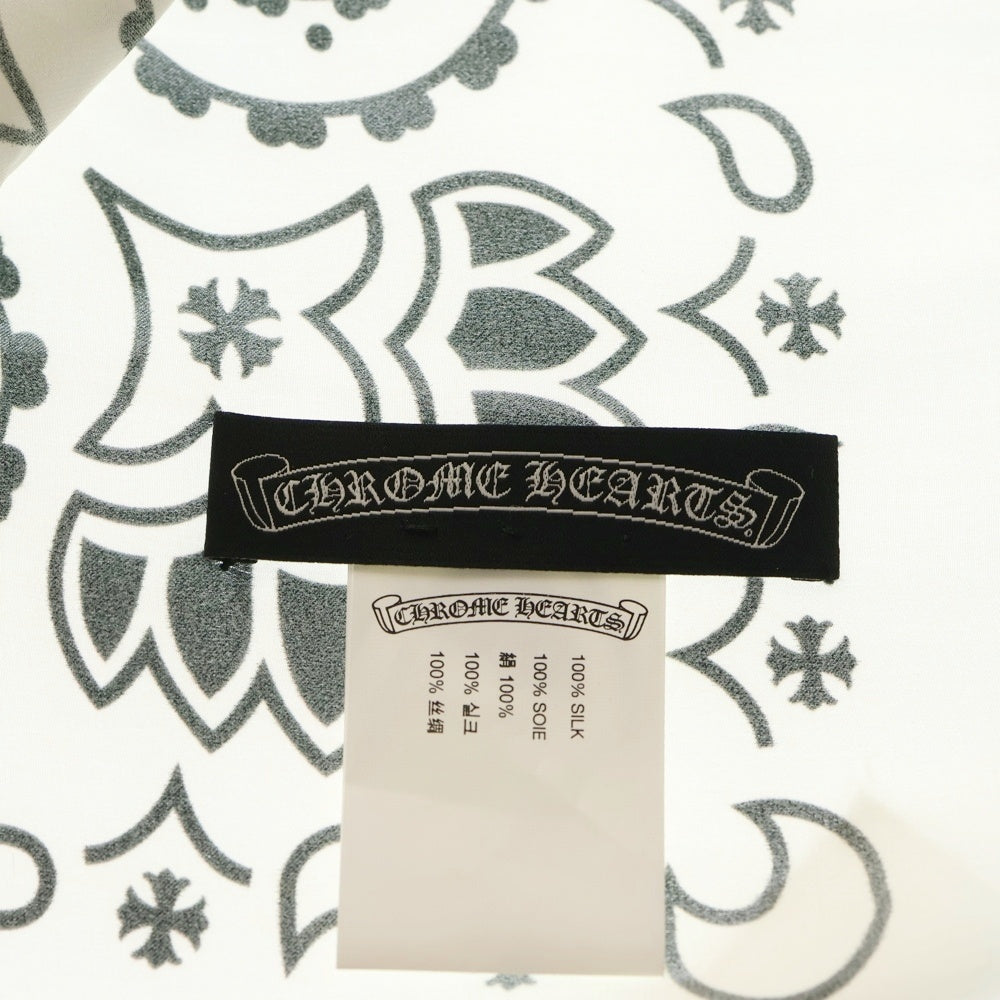 CHROME HEARTS
CHROME HEARTS
100% SILK
100% SOIE
絹 100%
100% 실크
100% 丝绸